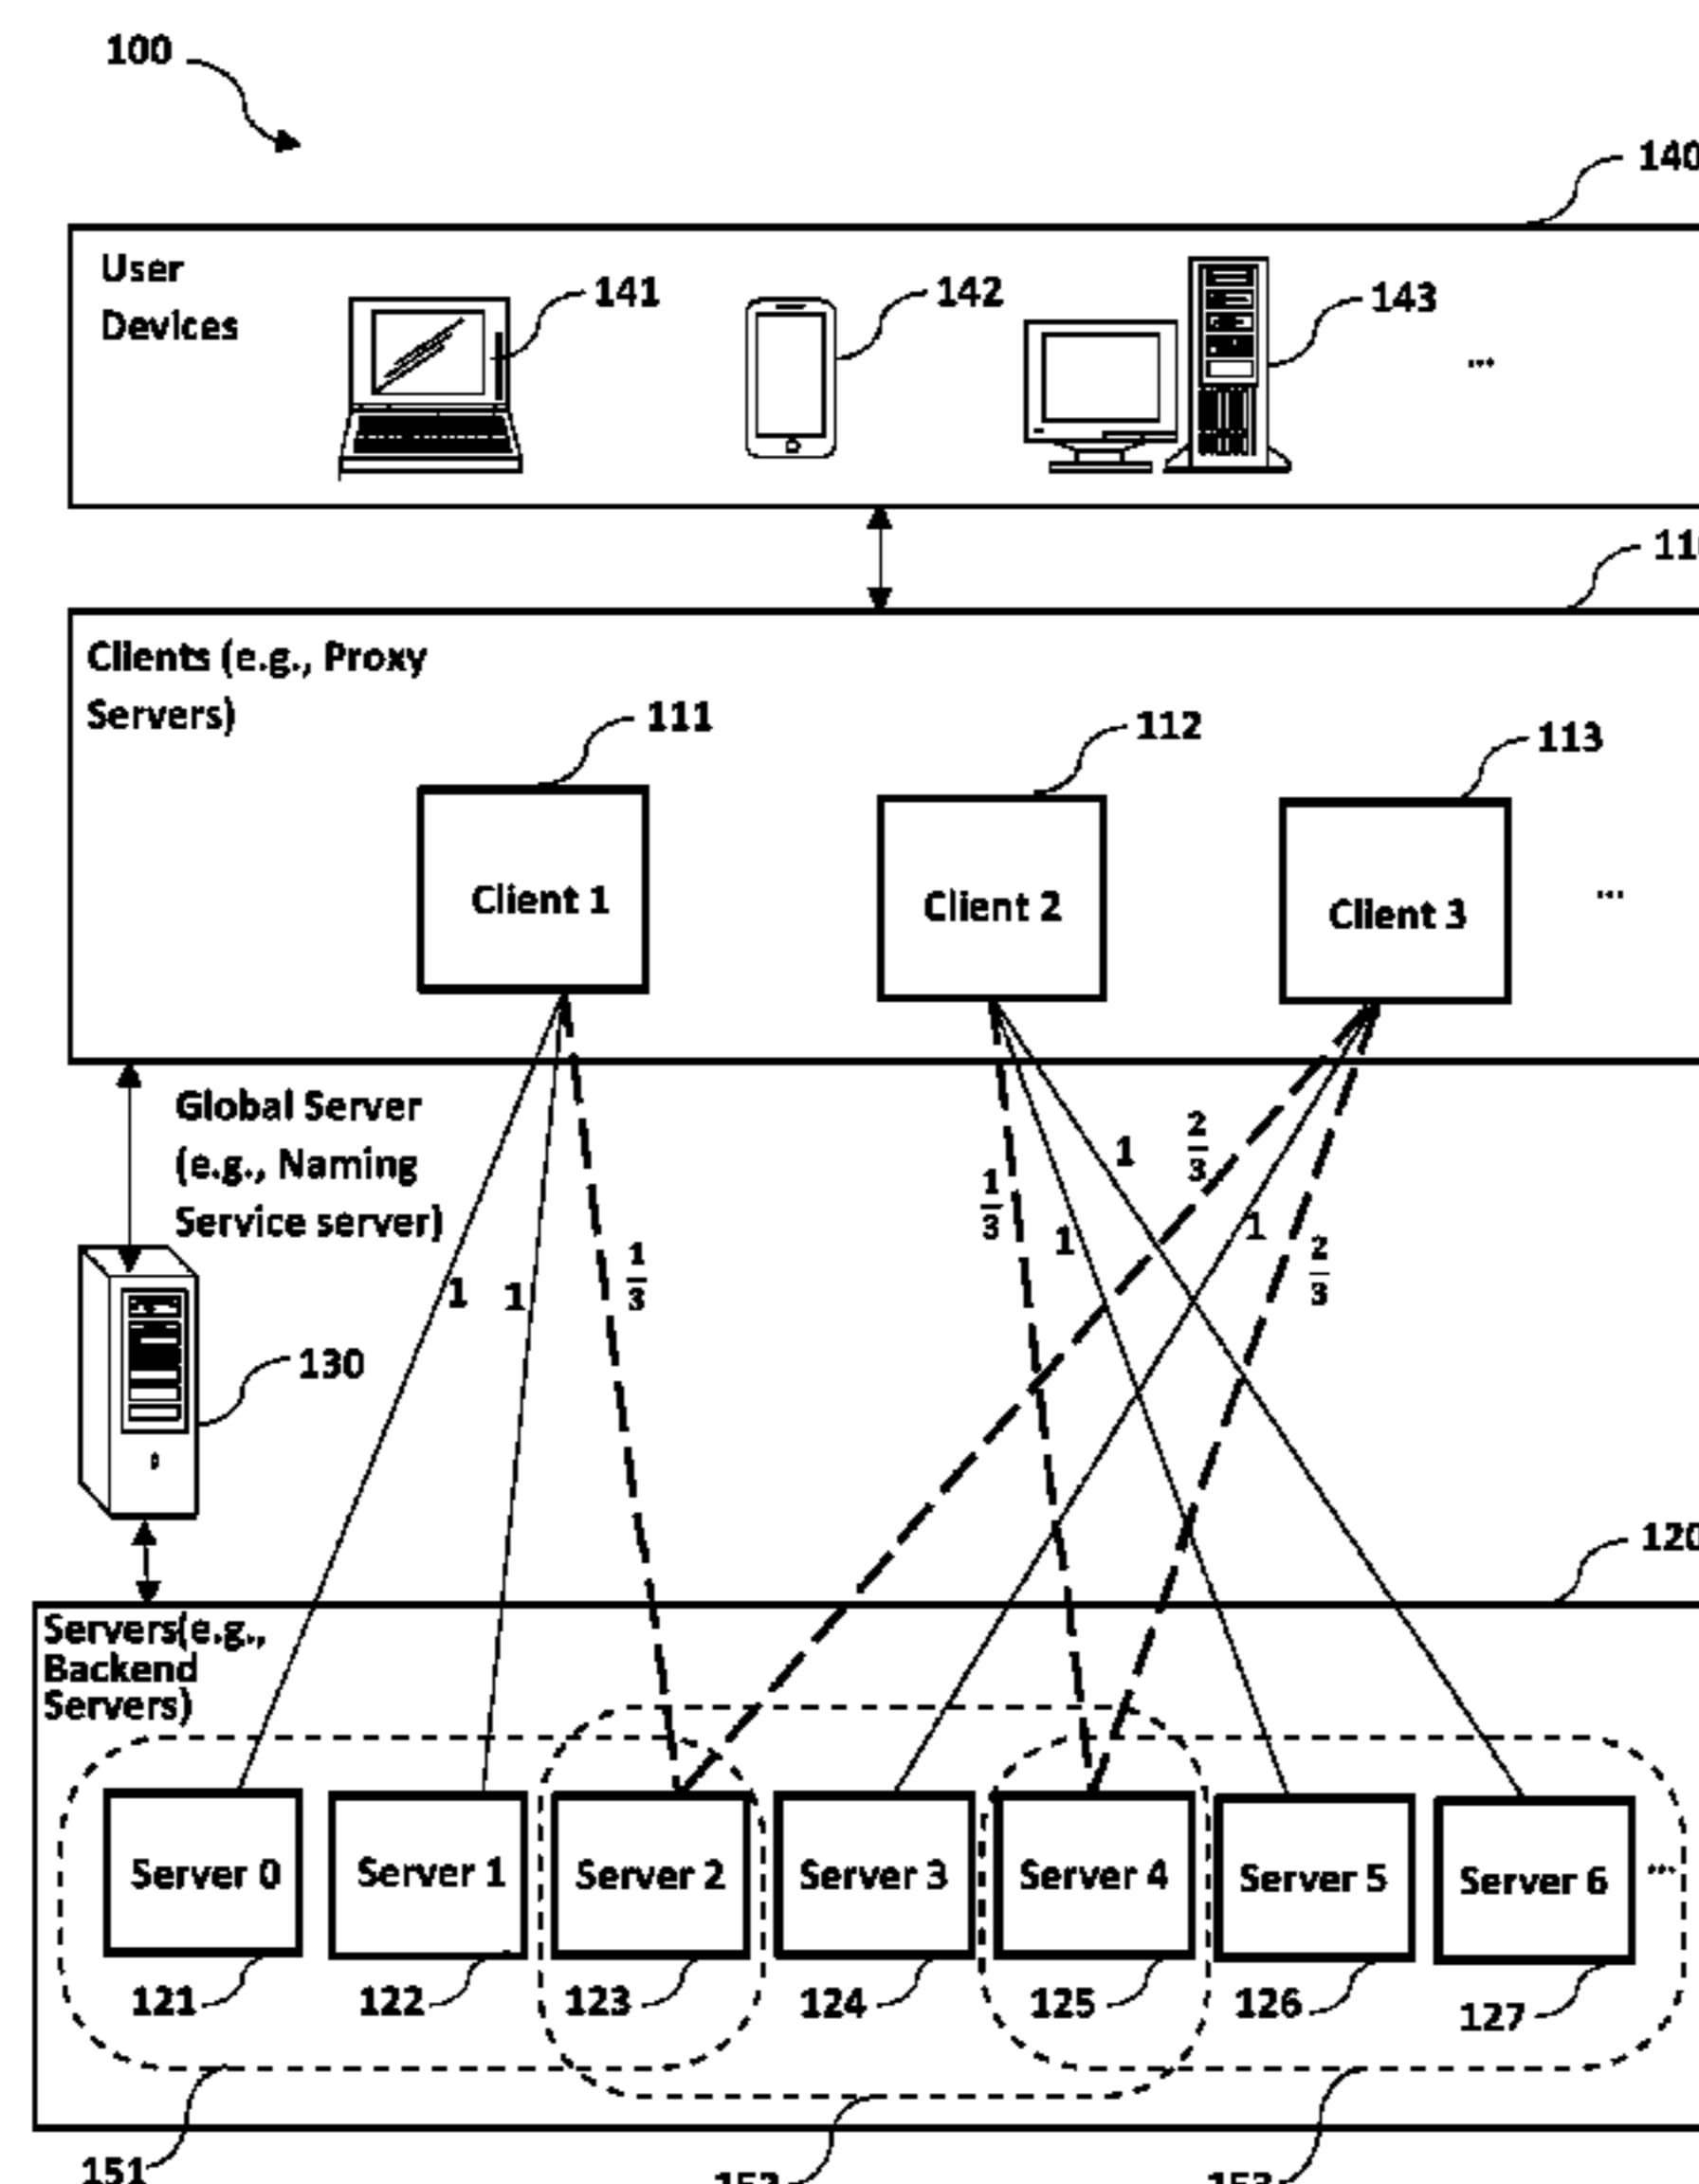 100
140
User
Devices
141
142
143
...
110
Clients (e.g., Proxy
Servers)
111
112
113
Client 1
Client 2
Client 3
...
Global Server
(e.g., Naming
Service server)
1
1
1/3
1/3
1
1
2/3
1
2/3
130
120
Servers(e.g.,
Backend
Servers)
Server 0
Server 1
Server 2
Server 3
Server 4
Server 5
Server 6
...
121
122
123
124
125
126
127
151
152
153